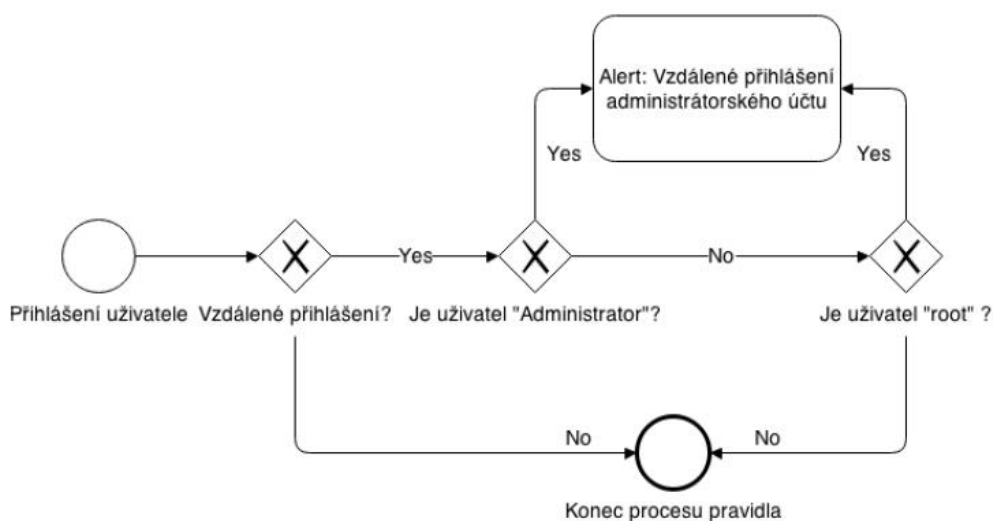 Alert: Vzdálené přihlášení
administrátorského účtu
Yes
Yes
Yes
No
Přihlášení uživatele
Vzdálené přihlášení?
Je uživatel "Administrator"?
Je uživatel "root" ?
No
No
Konec procesu pravidla